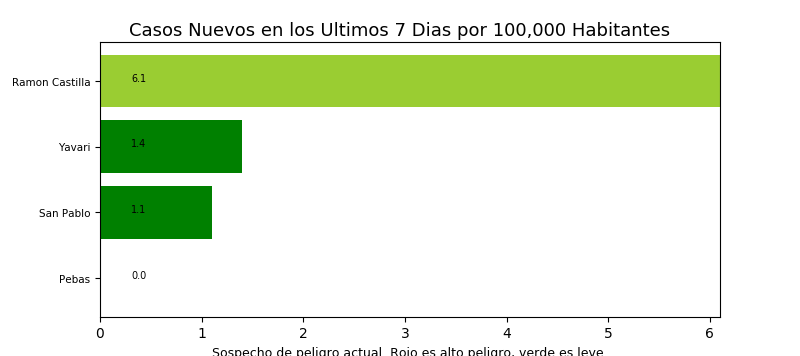 Casos Nuevos en los Ultimos 7 Dias por 100,000 Habitantes
Ramon Castilla 6.1
Yavari 1.4
San Pablo 1.1
Pebas 0.0
0 1 2 3 4 5 6
Sospecho de peligro actual. Rojo es alto peligro, verde es leve